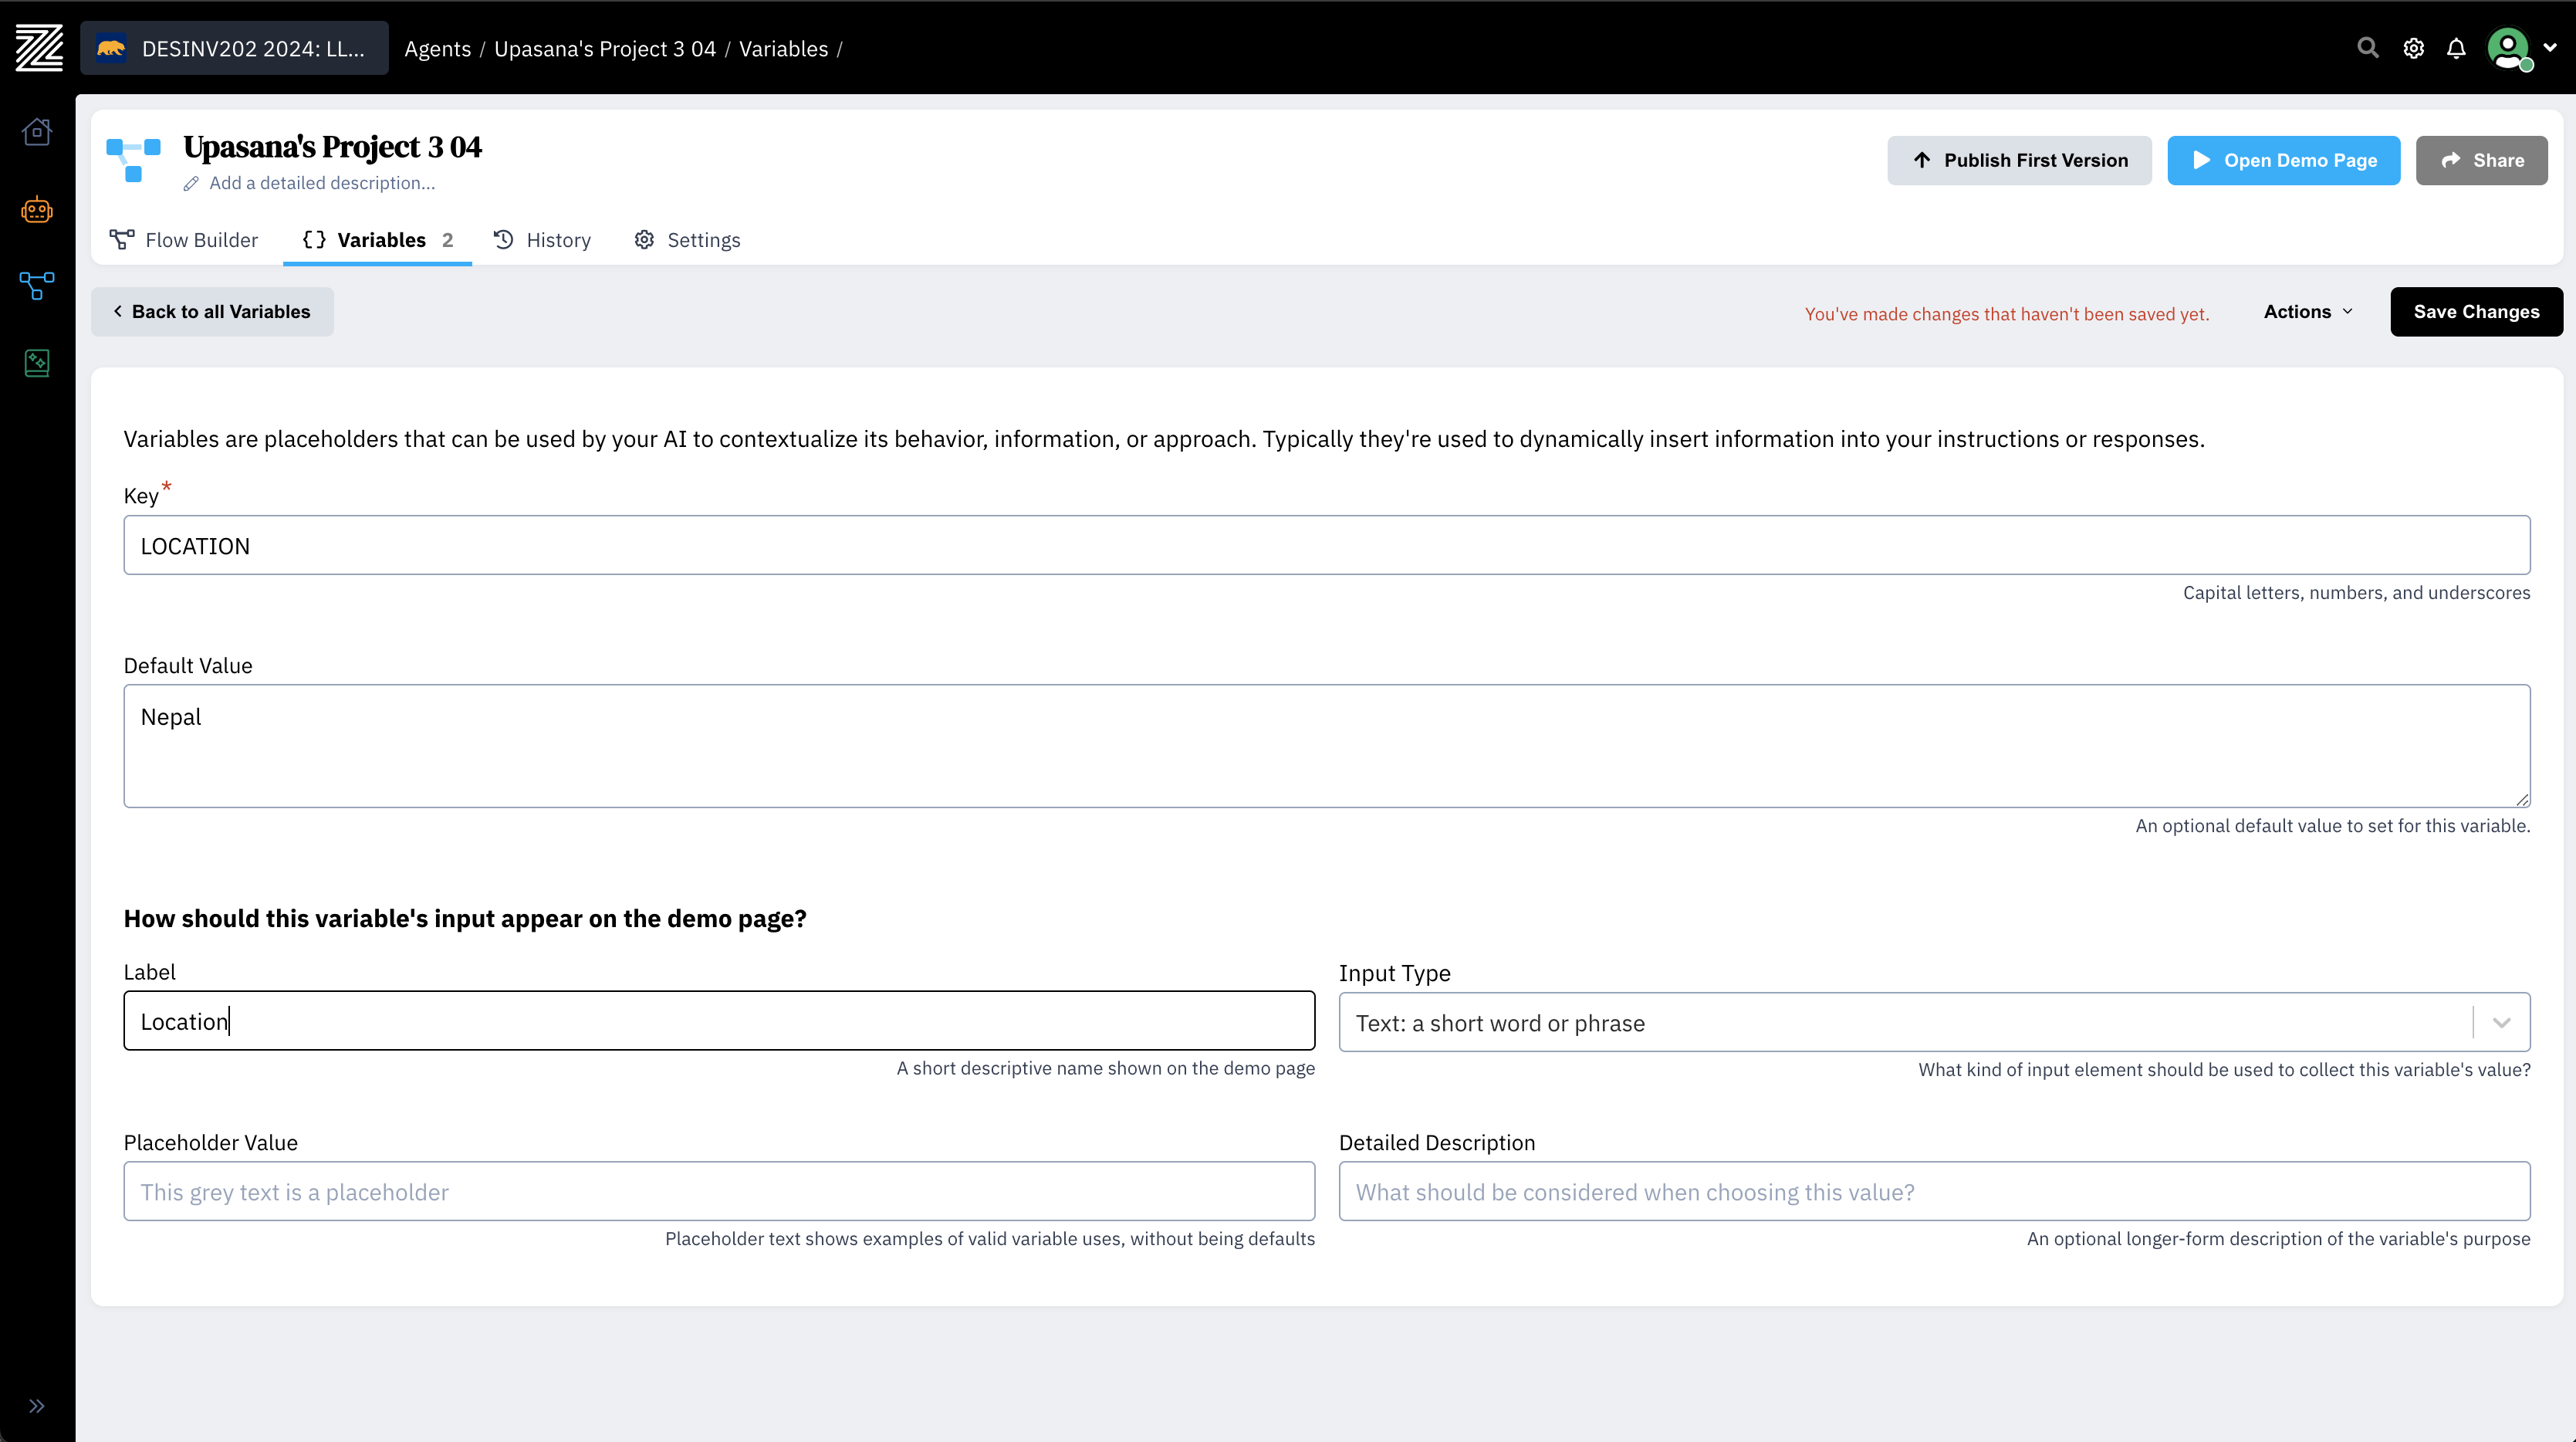 DESINV202 2024: LL...
Agents / Upasana's Project 3 04 / Variables /
Upasana's Project 3 04
Add a detailed description...
Publish First Version
Open Demo Page
Share
Flow Builder
Variables 2
History
Settings
Back to all Variables
You've made changes that haven't been saved yet.
Actions
Save Changes
Variables are placeholders that can be used by your AI to contextualize its behavior, information, or approach. Typically they're used to dynamically insert information into your instructions or responses.
Key*
LOCATION
Capital letters, numbers, and underscores
Default Value
Nepal
An optional default value to set for this variable.
How should this variable's input appear on the demo page?
Label
Location
A short descriptive name shown on the demo page
Input Type
Text: a short word or phrase
What kind of input element should be used to collect this variable's value?
Placeholder Value
This grey text is a placeholder
Placeholder text shows examples of valid variable uses, without being defaults
Detailed Description
What should be considered when choosing this value?
An optional longer-form description of the variable's purpose